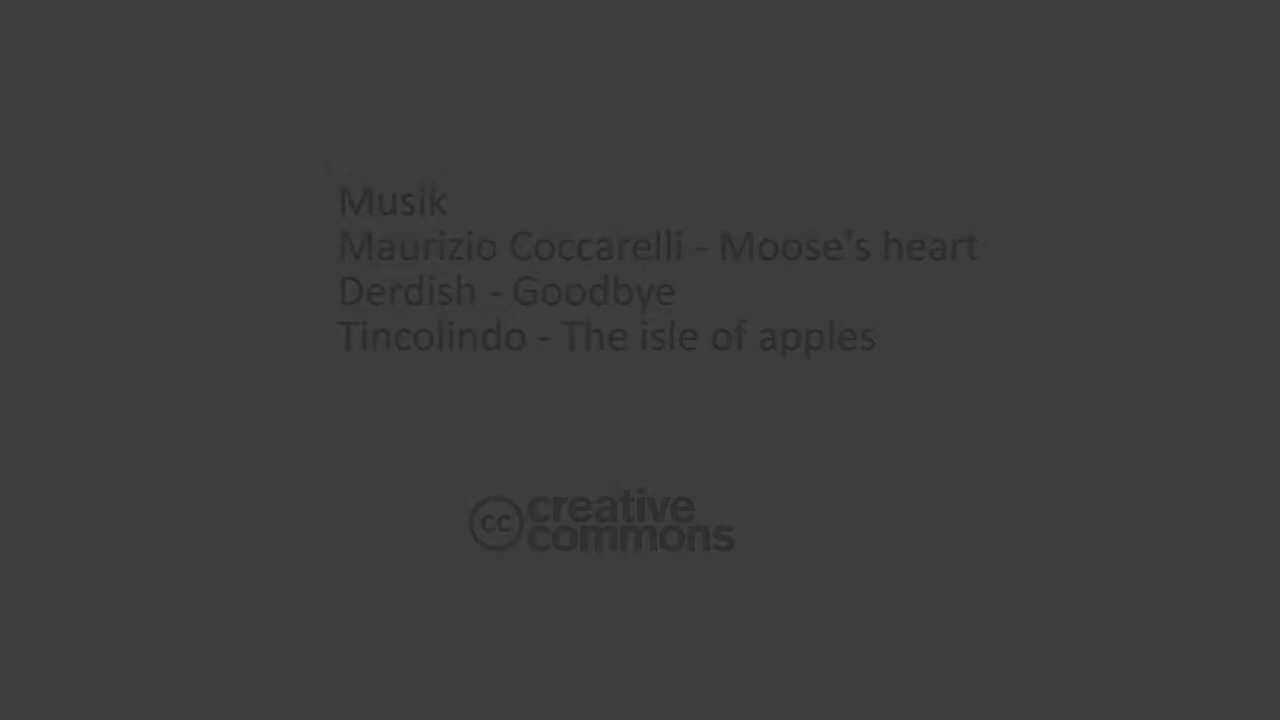 Musik
Maurizio Coccarelli - Moose's heart
Derdish - Goodbye
Tincolindo - The isle of apples
cc creative
commons